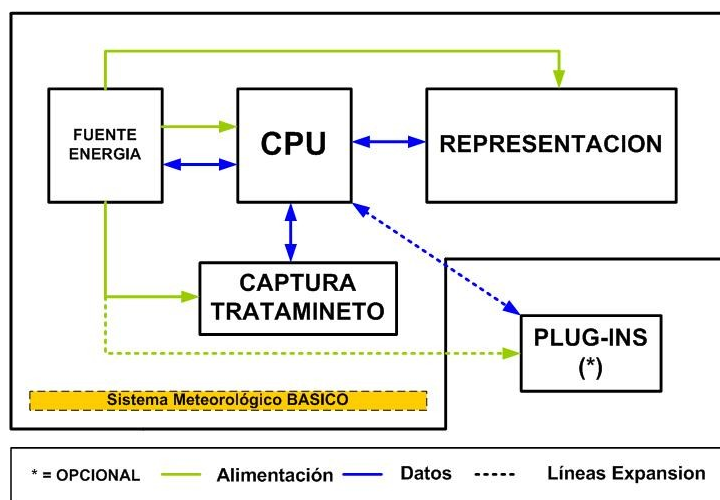 FUENTE
ENERGIA
CPU
REPRESENTACION
CAPTURA
TRATAMINETO
PLUG-INS
(*)
Sistema Meteorológico BASICO
* = OPCIONAL Alimentación Datos Líneas Expansion